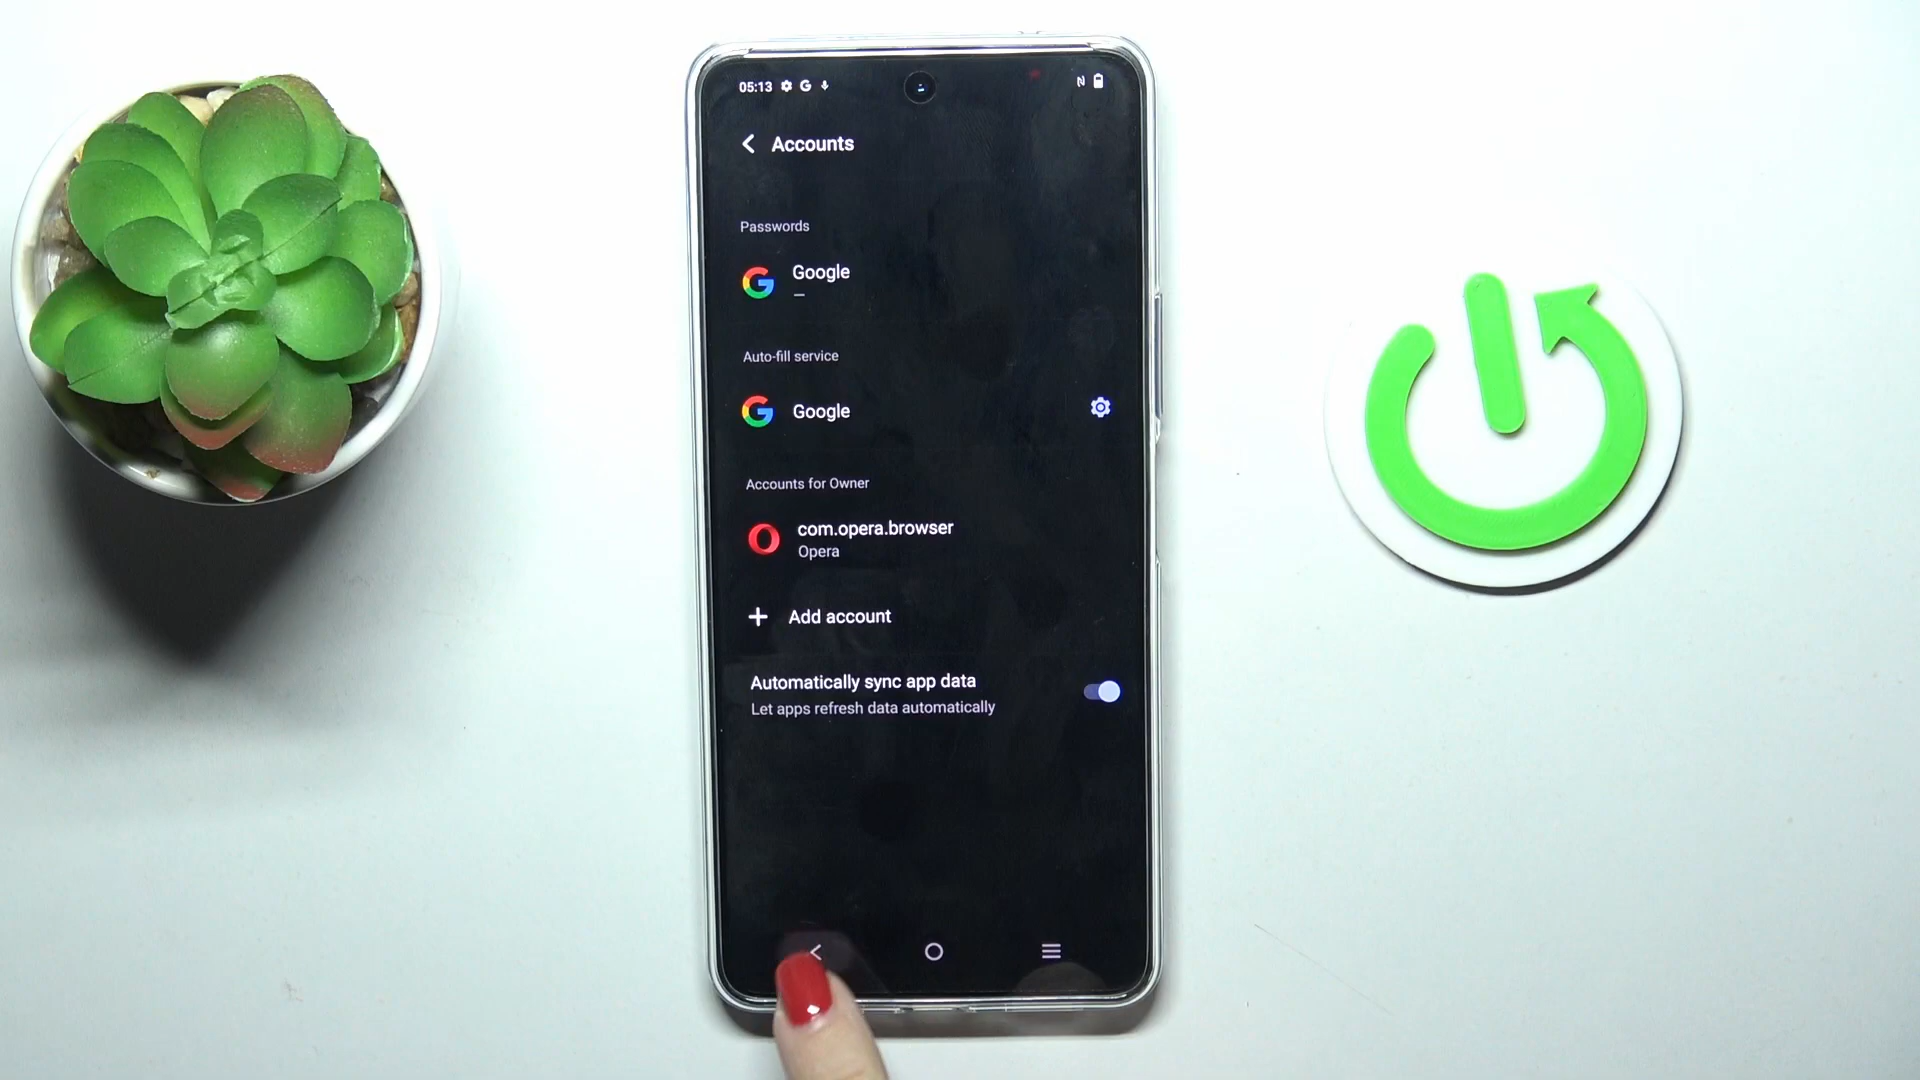 05:13
Accounts
Passwords
Google
—
Auto-fill service
Google
Accounts for Owner
com.opera.browser
Opera
Add account
Automatically sync app data
Let apps refresh data automatically